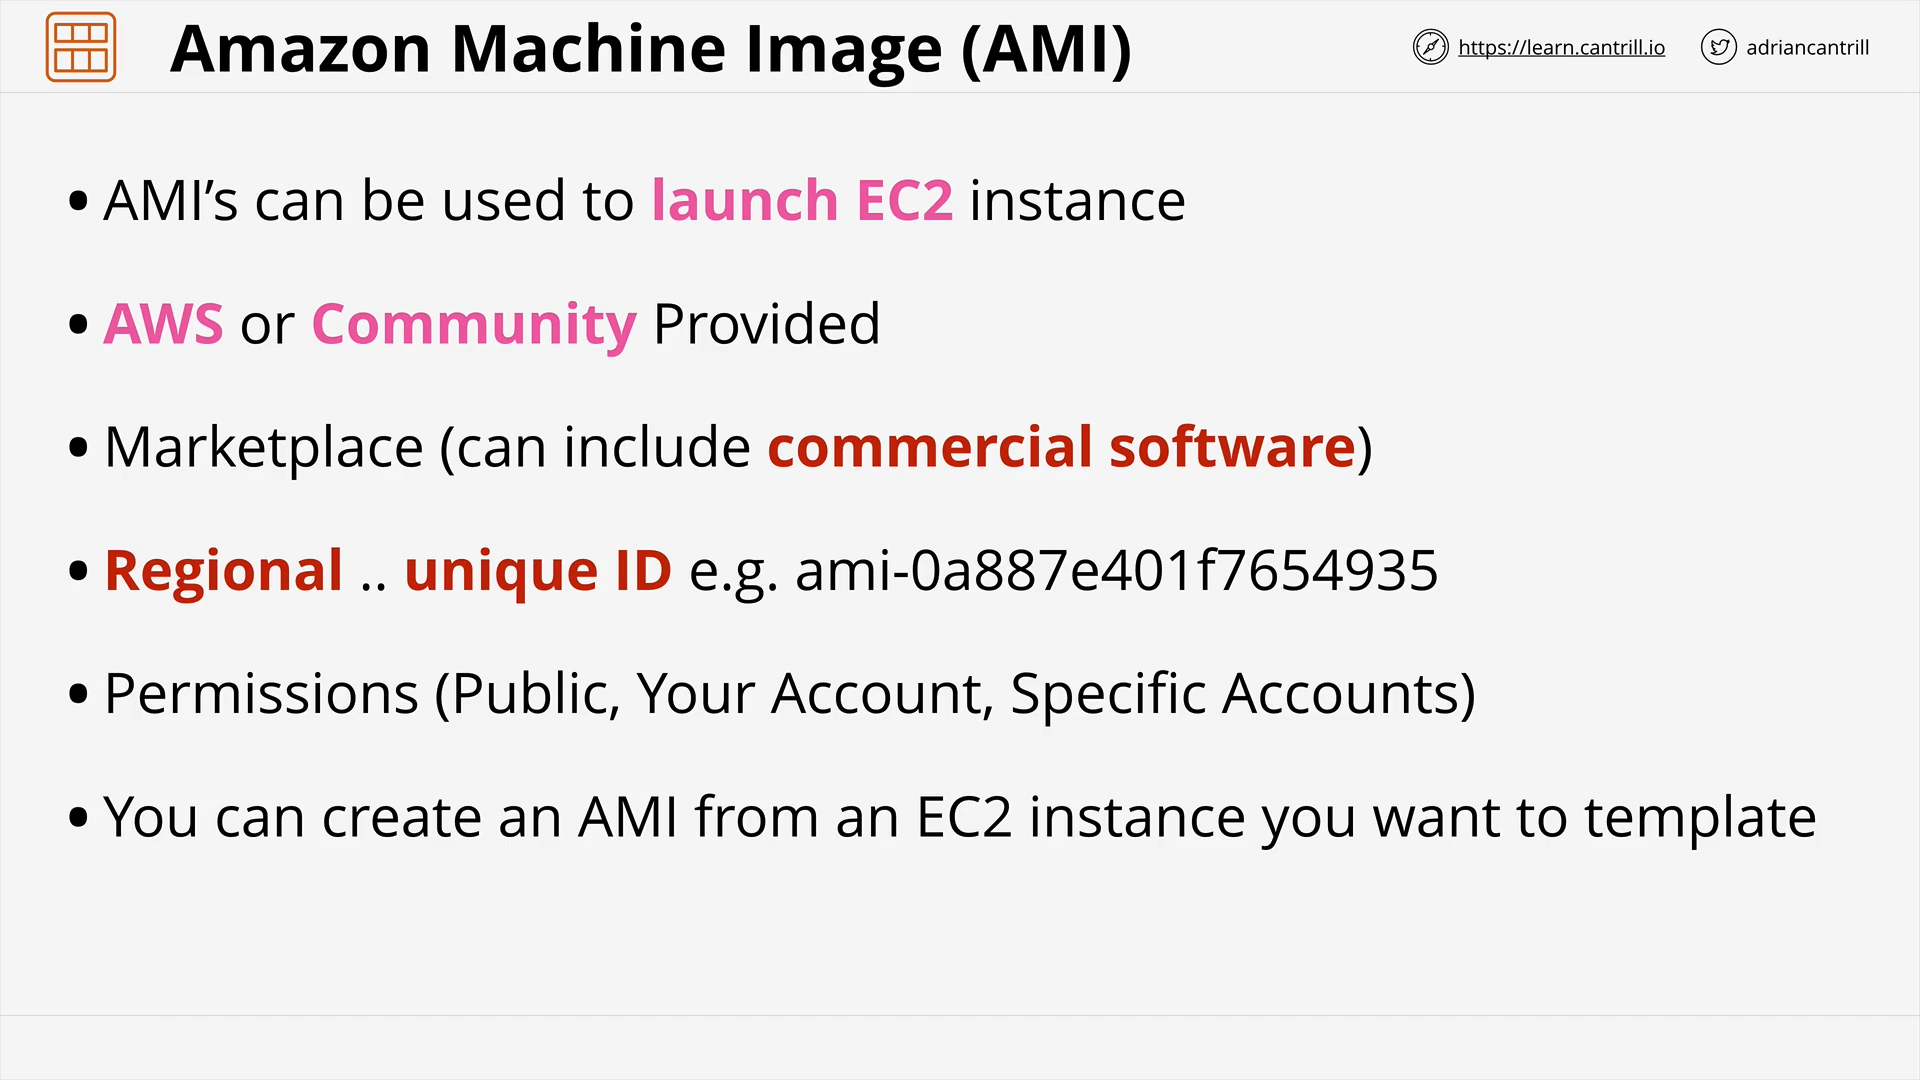 Amazon Machine Image (AMI)
https://learn.cantrill.io
adriancantrill
• AMI’s can be used to launch EC2 instance
• AWS or Community Provided
• Marketplace (can include commercial software)
• Regional .. unique ID e.g. ami-0a887e401f7654935
• Permissions (Public, Your Account, Specific Accounts)
• You can create an AMI from an EC2 instance you want to template